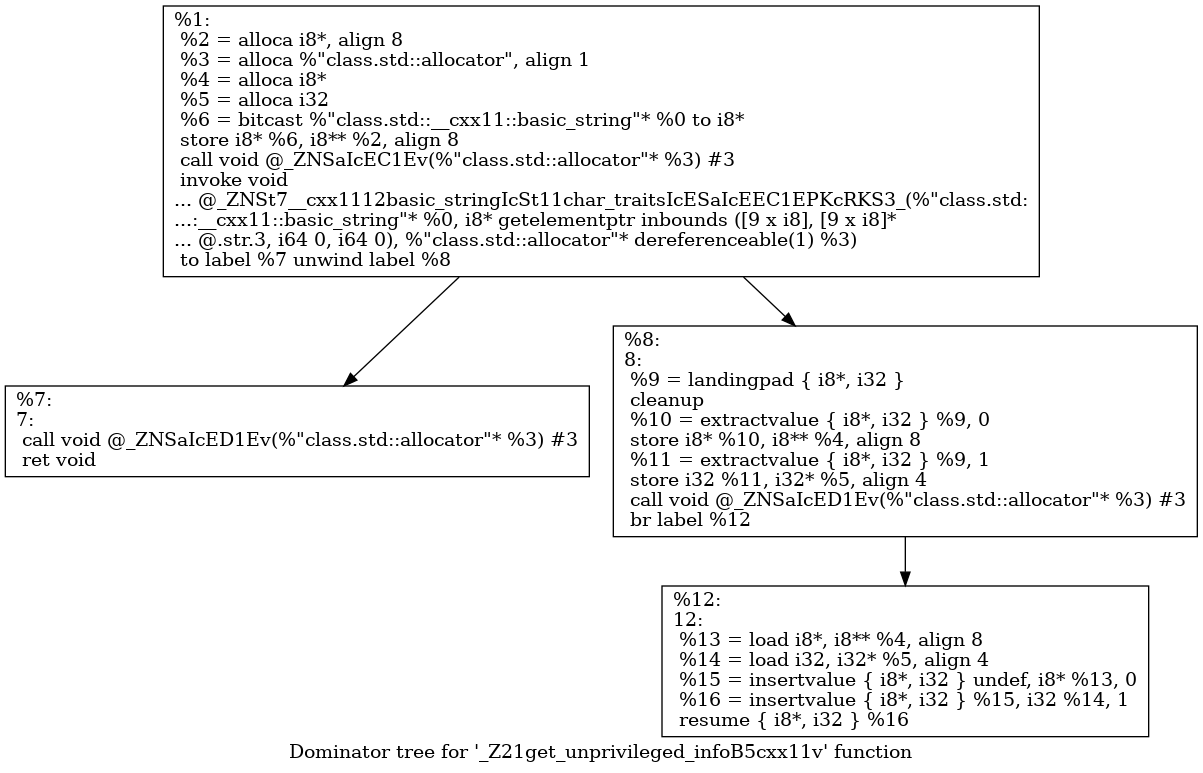 %1:
%2 = alloca i8*, align 8
%3 = alloca %"class.std::allocator", align 1
%4 = alloca i8*
%5 = alloca i32
%6 = bitcast %"class.std::__cxx11::basic_string"* %0 to i8*
store i8* %6, i8** %2, align 8
call void @_ZNSaIcEC1Ev(%"class.std::allocator"* %3) #3
invoke void
... @_ZNSt7__cxx1112basic_stringIcSt11char_traitsIcESaIcEEC1EPKcRKS3_(%"class.std:
...:__cxx11::basic_string"* %0, i8* getelementptr inbounds ([9 x i8], [9 x i8]*
... @.str.3, i64 0, i64 0), %"class.std::allocator"* dereferenceable(1) %3)
to label %7 unwind label %8
%7:
7:
call void @_ZNSaIcED1Ev(%"class.std::allocator"* %3) #3
ret void
%8:
8:
%9 = landingpad { i8*, i32 }
cleanup
%10 = extractvalue { i8*, i32 } %9, 0
store i8* %10, i8** %4, align 8
%11 = extractvalue { i8*, i32 } %9, 1
store i32 %11, i32* %5, align 4
call void @_ZNSaIcED1Ev(%"class.std::allocator"* %3) #3
br label %12
%12:
12:
%13 = load i8*, i8** %4, align 8
%14 = load i32, i32* %5, align 4
%15 = insertvalue { i8*, i32 } undef, i8* %13, 0
%16 = insertvalue { i8*, i32 } %15, i32 %14, 1
resume { i8*, i32 } %16
Dominator tree for '_Z21get_unprivileged_infoB5cxx11v' function